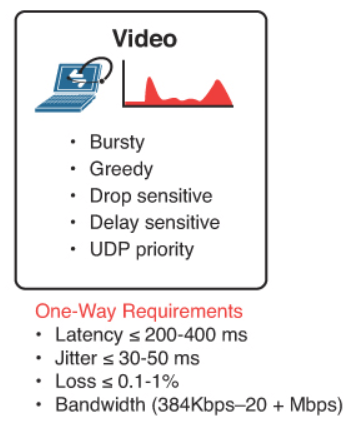 Video
• Bursty
• Greedy
• Drop sensitive
• Delay sensitive
• UDP priority
One-Way Requirements
• Latency ≤ 200-400 ms
• Jitter ≤ 30-50 ms
• Loss ≤ 0.1-1%
• Bandwidth (384Kbps–20 + Mbps)